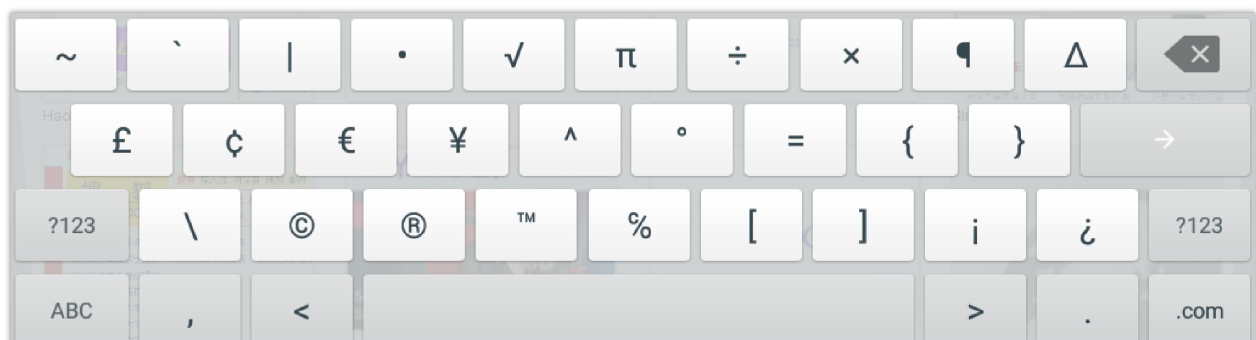 ~ ` | • √ π ÷ × ¶ Δ
£ ¢ € ¥ ^ ° = { }
?123 \ © ® ™ ℅ [ ] ¡ ¿ ?123
ABC , < > . .com